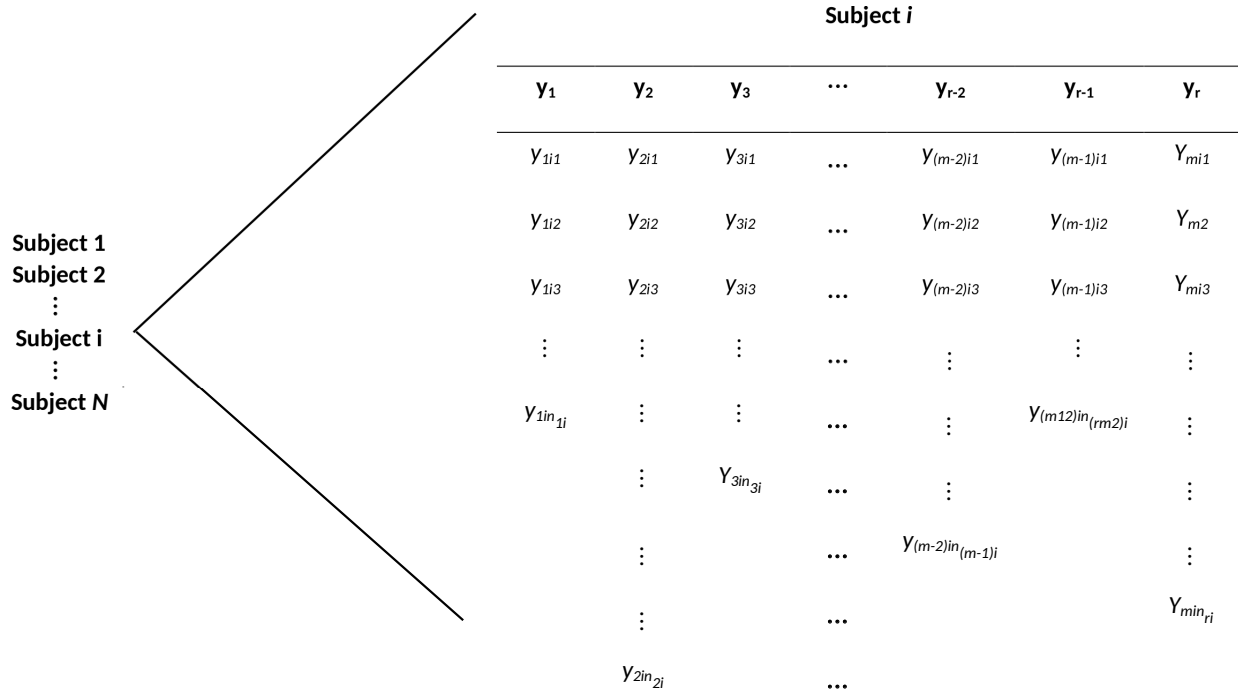 Subject i
y1 y2 y3 ... yr-2 yr-1 yr
y1i1 y2i1 y3i1 ... y(m-2)i1 y(m-1)i1 Ymi1
y1i2 y2i2 y3i2 ... y(m-2)i2 y(m-1)i2 Ym2
y1i3 y2i3 y3i3 ... y(m-2)i3 y(m-1)i3 Ymi3
⋮ ⋮ ⋮ ... ⋮ ⋮ ⋮
y1in1i ⋮ ⋮ ... ⋮ y(m12)in(rm2)i ⋮
⋮ Y3in3i ... ⋮ ⋮
⋮ ... y(m-2)in(m-1)i ⋮
⋮ ... Yminri
y2in2i ...
Subject 1
Subject 2
⋮
Subject i
⋮
Subject N